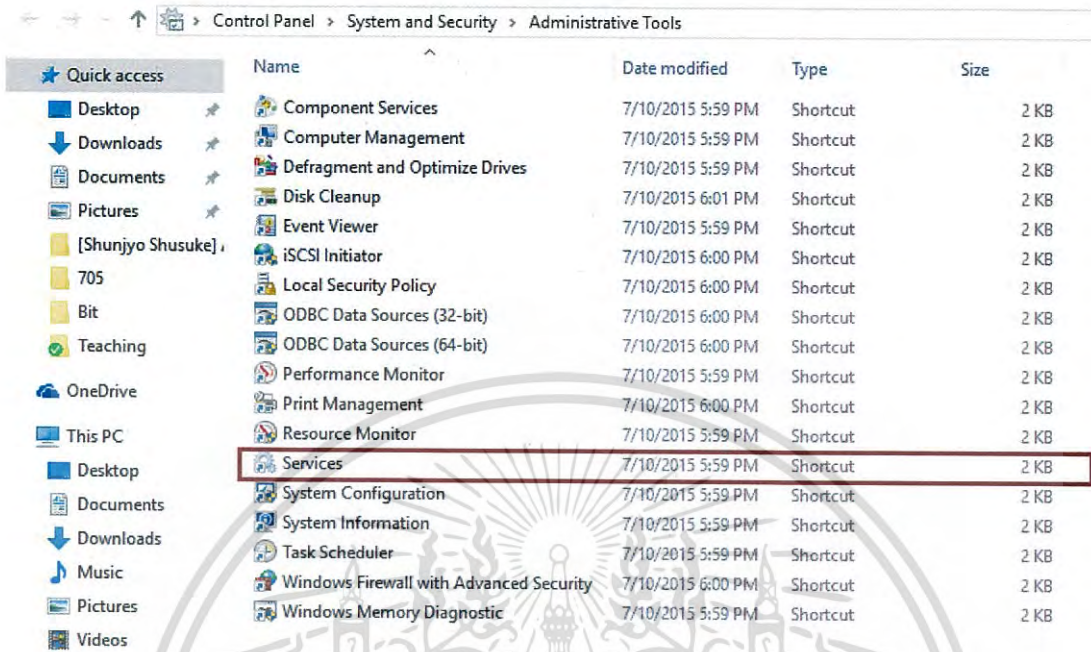 Control Panel > System and Security > Administrative Tools
Name Date modified Type Size
Quick access
Desktop
Downloads
Documents
Pictures
[Shunjyo Shusuke]
705
Bit
Teaching
OneDrive
This PC
Desktop
Documents
Downloads
Music
Pictures
Videos
Component Services 7/10/2015 5:59 PM Shortcut 2 KB
Computer Management 7/10/2015 5:59 PM Shortcut 2 KB
Defragment and Optimize Drives 7/10/2015 5:59 PM Shortcut 2 KB
Disk Cleanup 7/10/2015 6:01 PM Shortcut 2 KB
Event Viewer 7/10/2015 5:59 PM Shortcut 2 KB
iSCSI Initiator 7/10/2015 6:00 PM Shortcut 2 KB
Local Security Policy 7/10/2015 6:00 PM Shortcut 2 KB
ODBC Data Sources (32-bit) 7/10/2015 6:00 PM Shortcut 2 KB
ODBC Data Sources (64-bit) 7/10/2015 6:00 PM Shortcut 2 KB
Performance Monitor 7/10/2015 5:59 PM Shortcut 2 KB
Print Management 7/10/2015 6:00 PM Shortcut 2 KB
Resource Monitor 7/10/2015 5:59 PM Shortcut 2 KB
Services 7/10/2015 5:59 PM Shortcut 2 KB
System Configuration 7/10/2015 5:59 PM Shortcut 2 KB
System Information 7/10/2015 5:59 PM Shortcut 2 KB
Task Scheduler 7/10/2015 5:59 PM Shortcut 2 KB
Windows Firewall with Advanced Security 7/10/2015 6:00 PM Shortcut 2 KB
Windows Memory Diagnostic 7/10/2015 5:59 PM Shortcut 2 KB